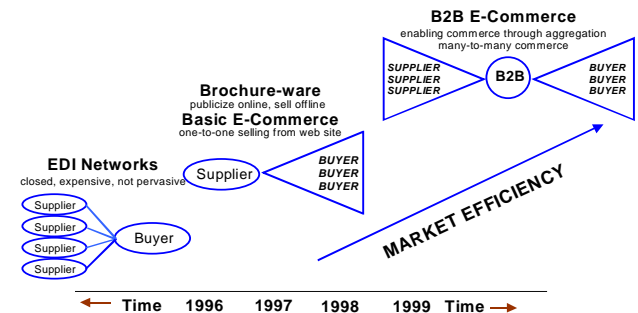 B2B E-Commerce
enabling commerce through aggregation
many-to-many commerce
SUPPLIER
SUPPLIER
SUPPLIER
B2B
BUYER
BUYER
BUYER
Brochure-ware
publicize online, sell offline
Basic E-Commerce
one-to-one selling from web site
Supplier
BUYER
BUYER
BUYER
EDI Networks
closed, expensive, not pervasive
Supplier
Supplier
Supplier
Supplier
Buyer
MARKET EFFICIENCY
Time 1996 1997 1998 1999 Time